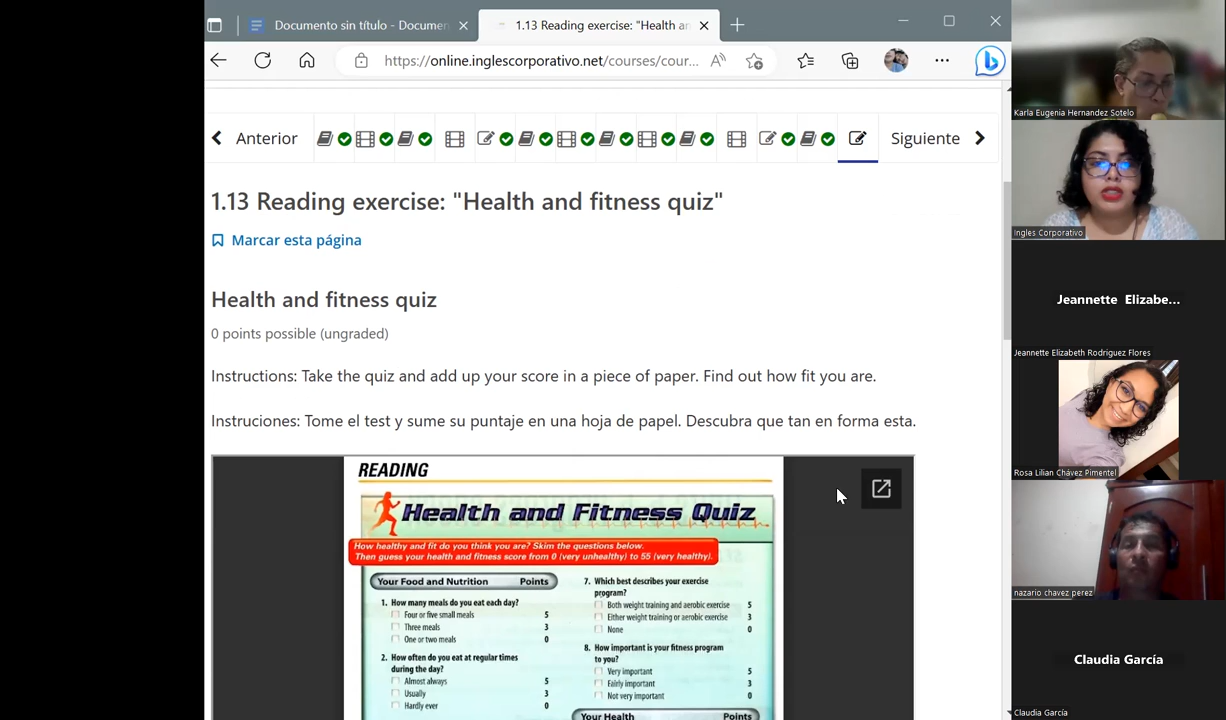 Documento sin título - Documen
1.13 Reading exercise: "Health an
https://online.inglescorporativo.net/courses/cour...
Anterior
Siguiente
1.13 Reading exercise: "Health and fitness quiz"
Marcar esta página
Health and fitness quiz
0 points possible (ungraded)
Instructions: Take the quiz and add up your score in a piece of paper. Find out how fit you are.
Instruciones: Tome el test y sume su puntaje en una hoja de papel. Descubra que tan en forma esta.
READING
Health and Fitness Quiz
How healthy and fit do you think you are? Skim the questions below.
Then guess your health and fitness score from 0 (very unhealthy) to 55 (very healthy).
Your Food and Nutrition Points
1. How many meals do you eat each day?
Four or five small meals 5
Three meals 3
One or two meals 0
2. How often do you eat at regular times
during the day?
Almost always 5
Usually 3
Hardly ever 0
7. Which best describes your exercise
program?
Both weight training and aerobic exercise 5
Either weight training or aerobic exercise 3
None 0
8. How important is your fitness program
to you?
Very important 5
Fairly important 3
Not very important 0
Your Health Points
Karla Eugenia Hernandez Sotelo
Ingles Corporativo
Jeannette Elizabe...
Jeannette Elizabeth Rodriguez Flores
Rosa Lilian Chávez Pimentel
nazario chavez perez
Claudia García
Claudia García